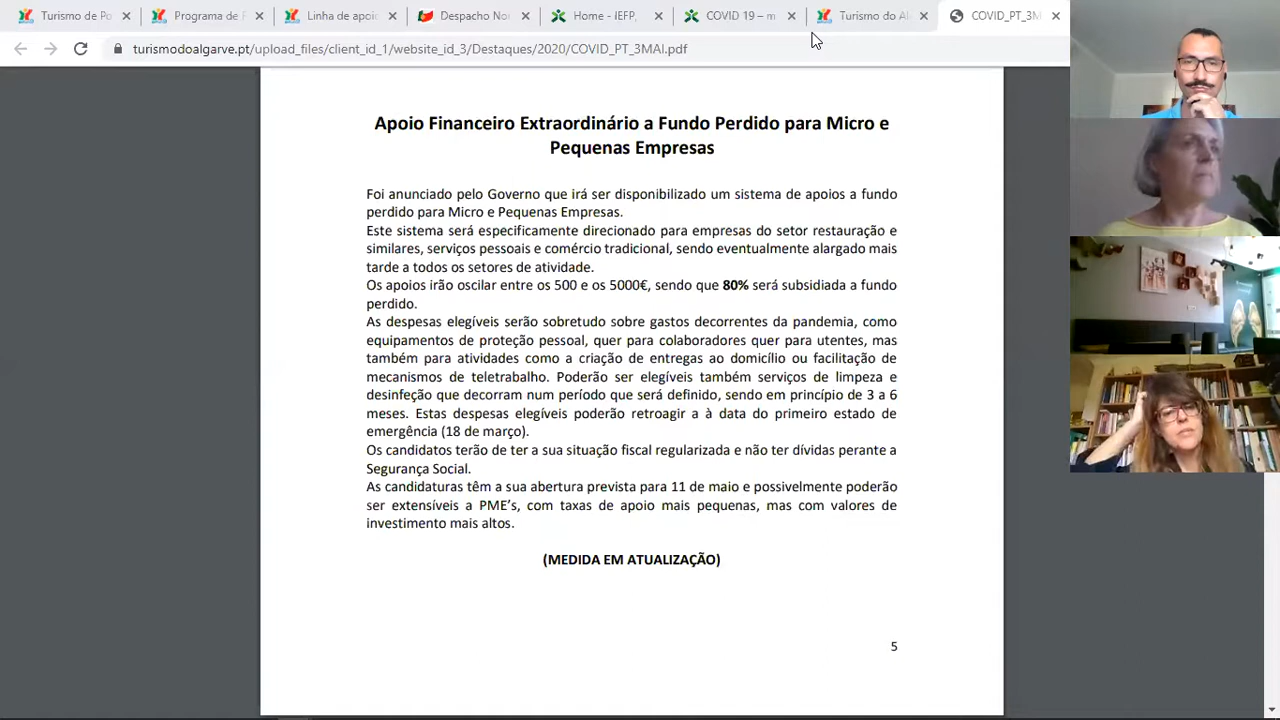 Turismo de Po
Programa de F
Linha de apoio
Despacho Nor
Home - IEFP,
COVID 19 – m
Turismo do Al
COVID_PT_3M
turismodoalgarve.pt/upload_files/client_id_1/website_id_3/Destaques/2020/COVID_PT_3MAI.pdf
Apoio Financeiro Extraordinário a Fundo Perdido para Micro e
Pequenas Empresas
Foi anunciado pelo Governo que irá ser disponibilizado um sistema de apoios a fundo
perdido para Micro e Pequenas Empresas.
Este sistema será especificamente direcionado para empresas do setor restauração e
similares, serviços pessoais e comércio tradicional, sendo eventualmente alargado mais
tarde a todos os setores de atividade.
Os apoios irão oscilar entre os 500 e os 5000€, sendo que 80% será subsidiada a fundo
perdido.
As despesas elegíveis serão sobretudo sobre gastos decorrentes da pandemia, como
equipamentos de proteção pessoal, quer para colaboradores quer para utentes, mas
também para atividades como a criação de entregas ao domicílio ou facilitação de
mecanismos de teletrabalho. Poderão ser elegíveis também serviços de limpeza e
desinfeção que decorram num período que será definido, sendo em princípio de 3 a 6
meses. Estas despesas elegíveis poderão retroagir a à data do primeiro estado de
emergência (18 de março).
Os candidatos terão de ter a sua situação fiscal regularizada e não ter dívidas perante a
Segurança Social.
As candidaturas têm a sua abertura prevista para 11 de maio e possivelmente poderão
ser extensíveis a PME’s, com taxas de apoio mais pequenas, mas com valores de
investimento mais altos.
(MEDIDA EM ATUALIZAÇÃO)
5